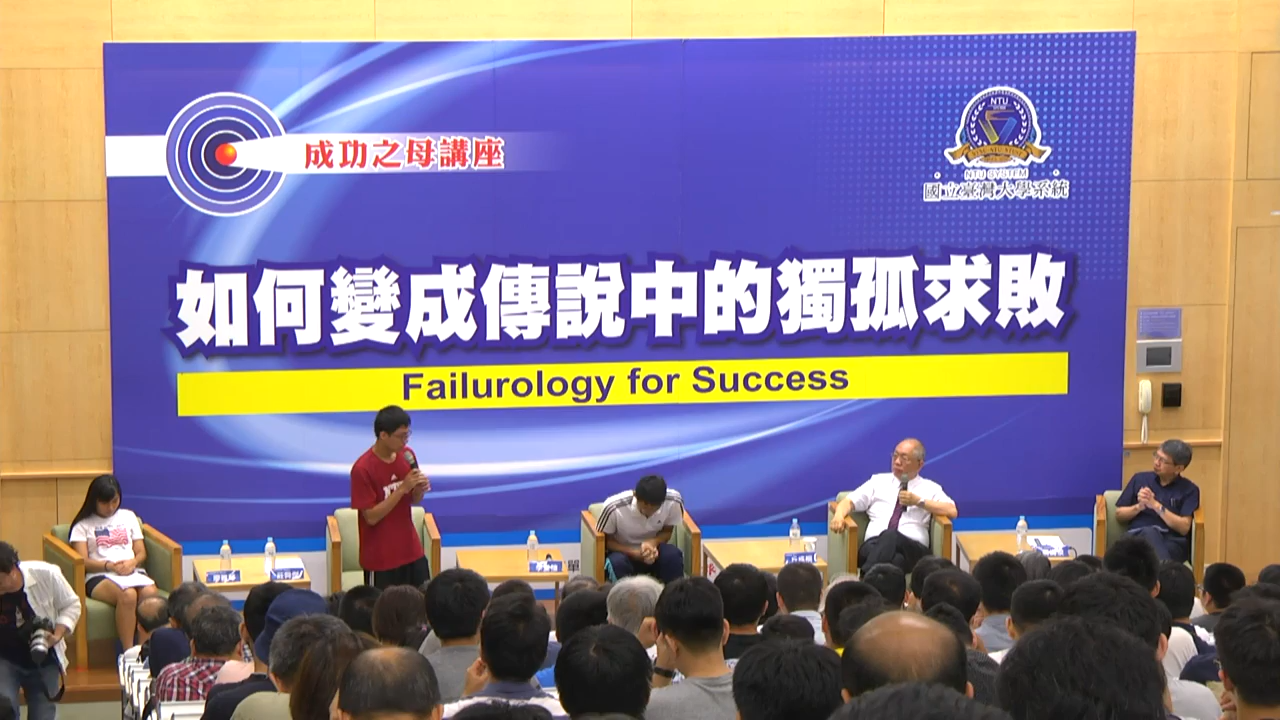 成功之母講座
NTU
NTU SYSTEM
國立臺灣大學系統
如何變成傳說中的獨孤求敗
Failurology for Success